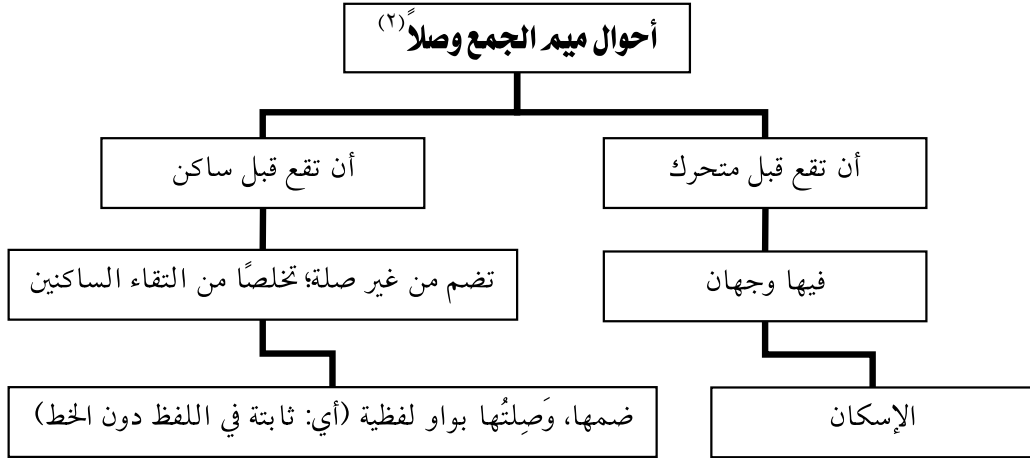 أحوال ميم الجمع وصلاً(٢)
أن تقع قبل متحرك
أن تقع قبل ساكن
فيها وجهان
تضم من غير صلة؛ تخلصًا من التقاء الساكنين
الإسكان
ضمها، وَصِلتُها بواو لفظية (أي: ثابتة في اللفظ دون الخط)